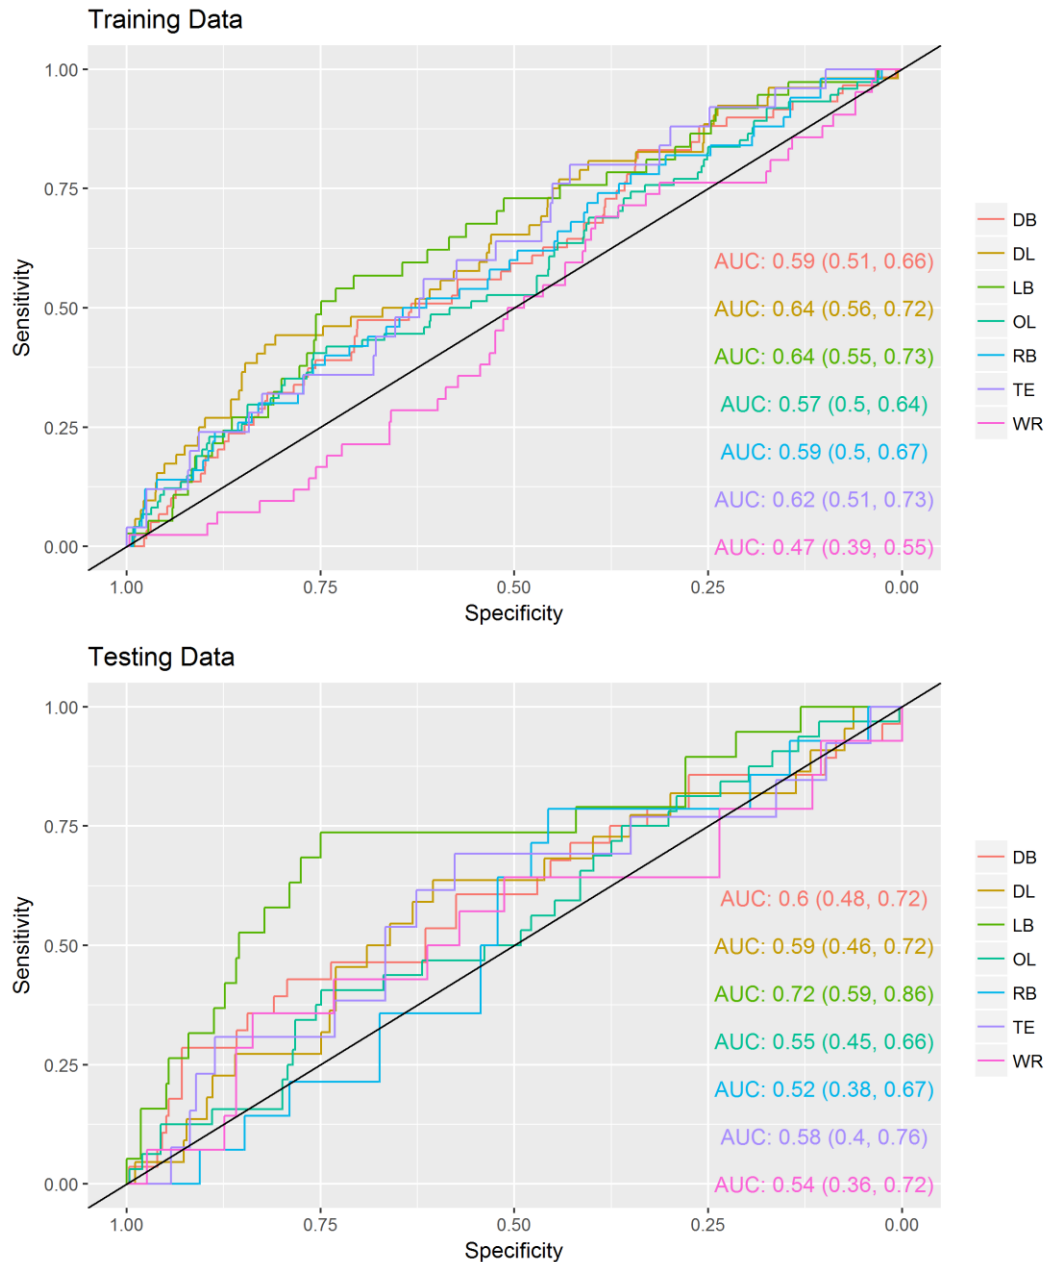 Training Data
1.00
0.75
0.50
0.25
0.00
Sensitivity
AUC: 0.59 (0.51, 0.66)
AUC: 0.64 (0.56, 0.72)
AUC: 0.64 (0.55, 0.73)
AUC: 0.57 (0.5, 0.64)
AUC: 0.59 (0.5, 0.67)
AUC: 0.62 (0.51, 0.73)
AUC: 0.47 (0.39, 0.55)
1.00 0.75 0.50 0.25 0.00
Specificity
DB
DL
LB
OL
RB
TE
WR
Testing Data
1.00
0.75
0.50
0.25
0.00
Sensitivity
AUC: 0.6 (0.48, 0.72)
AUC: 0.59 (0.46, 0.72)
AUC: 0.72 (0.59, 0.86)
AUC: 0.55 (0.45, 0.66)
AUC: 0.52 (0.38, 0.67)
AUC: 0.58 (0.4, 0.76)
AUC: 0.54 (0.36, 0.72)
1.00 0.75 0.50 0.25 0.00
Specificity
DB
DL
LB
OL
RB
TE
WR